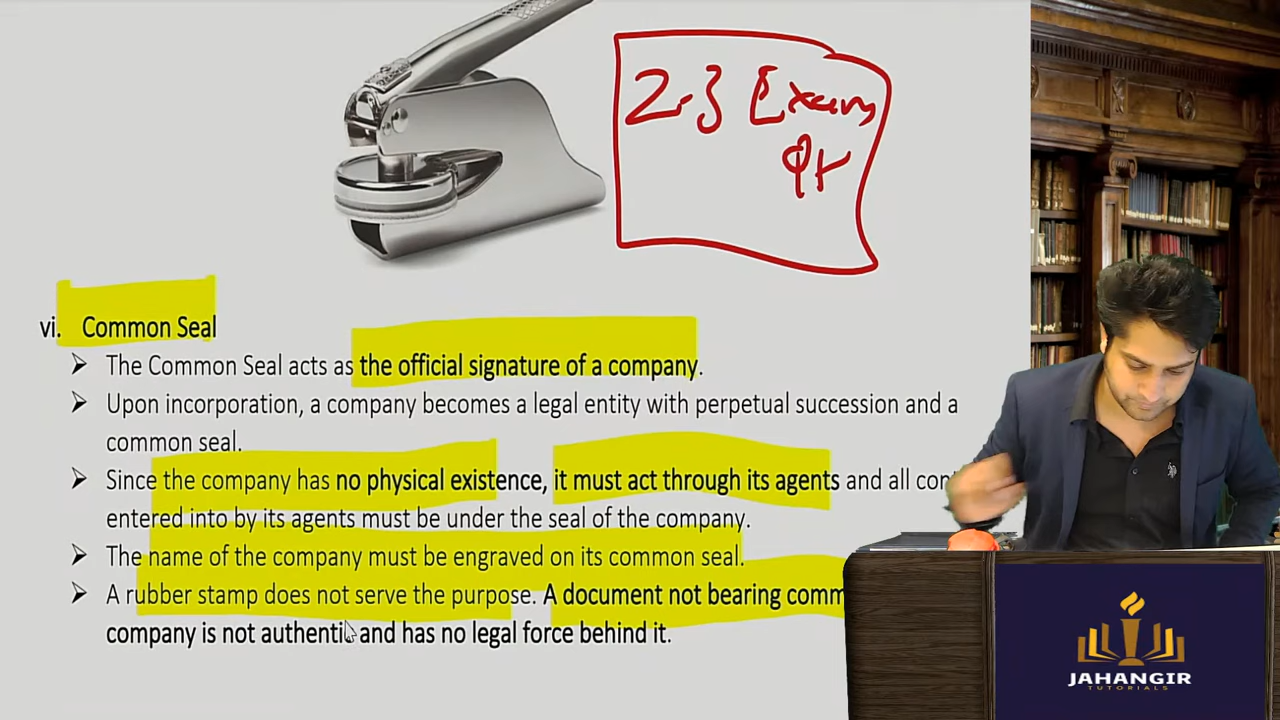 2-3 Exam
Qr
vi. Common Seal
➤ The Common Seal acts as the official signature of a company.
➤ Upon incorporation, a company becomes a legal entity with perpetual succession and a
common seal.
➤ Since the company has no physical existence, it must act through its agents and all
entered into by its agents must be under the seal of the company.
➤ The name of the company must be engraved on its common seal.
➤ A rubber stamp does not serve the purpose. A document not bearing
company is not authentic and has no legal force behind it.
JAHANGIR
TUTORIALS